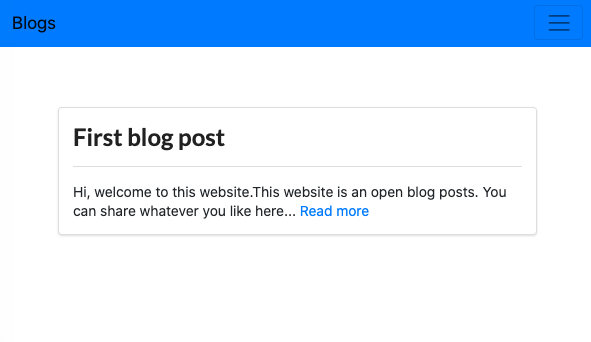 Blogs
First blog post
Hi, welcome to this website.This website is an open blog posts. You
can share whatever you like here... Read more